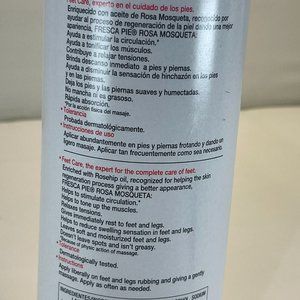 Feet Care, experto en el cuidado de los pies.
Enriquecido con aceite de Rosa Mosqueta, reconocido por
ayudar al proceso de regeneración de la piel dando una mejor
apariencia, FRESCA PIE® ROSA MOSQUETA:
Ayuda a estimular la circulación.*
Ayuda a tonificar los músculos.
Contribuye a relajar tensiones.
Brinda descanso inmediato a pies y piernas.
Ayuda a disminuir la sensación de hinchazón en los pies
y en las piernas.
Deja los pies y las piernas suaves y humectadas.
No mancha ni es grasoso.
Rápida absorción.
*Por la acción física del masaje.
• Tolerancia
Probada dermatológicamente.
• Instrucciones de uso
Aplicar abundantemente en pies y piernas frotando y dando un
ligero masaje. Aplicar tan frecuentemente como sea necesario.
• Feet Care, the expert for the complete care of feet.
Enriched with Rosehip oil, recognized for helping the skin
regeneration process giving a better appearance,
FRESCA PIE® ROSA MOSQUETA:
Helps to stimulate circulation.*
Helps to tone up the muscles.
Relaxes tensions.
Gives immediately rest to feet and legs.
Helps to reduce swelling sensation in feet and legs.
Leaves soft and moisturized feet and legs.
Doesn't leave spots and isn't greasy.
*Because of physic action of massage.
Tolerance
Dermatologically tested.
Instructions
Apply liberally on feet and legs rubbing and giving a gently
massage. Apply as often as needed.